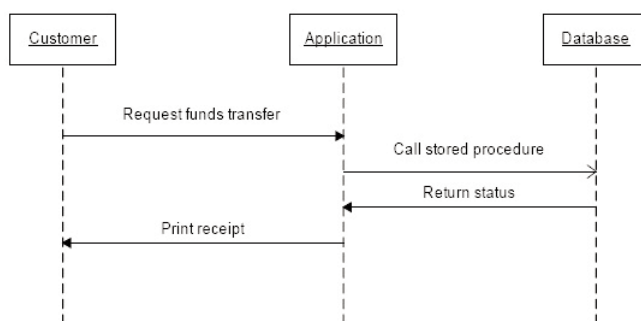 Customer
Application
Database
Request funds transfer
Call stored procedure
Return status
Print receipt